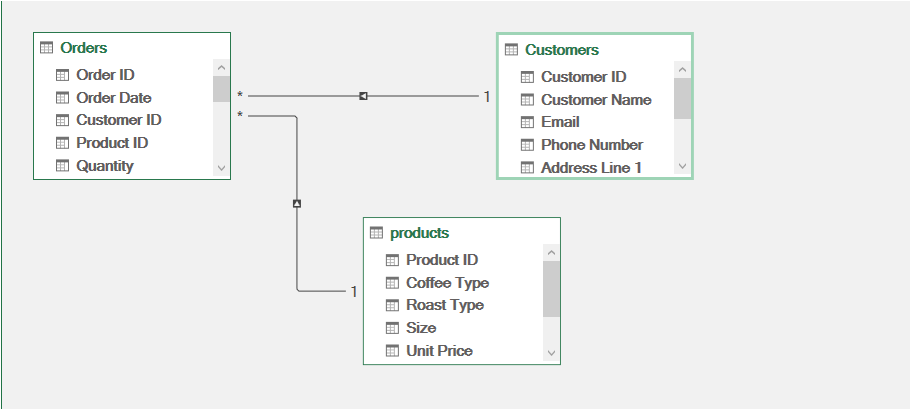 Orders
Order ID
Order Date
Customer ID
Product ID
Quantity
*
*
1
Customers
Customer ID
Customer Name
Email
Phone Number
Address Line 1
1
products
Product ID
Coffee Type
Roast Type
Size
Unit Price